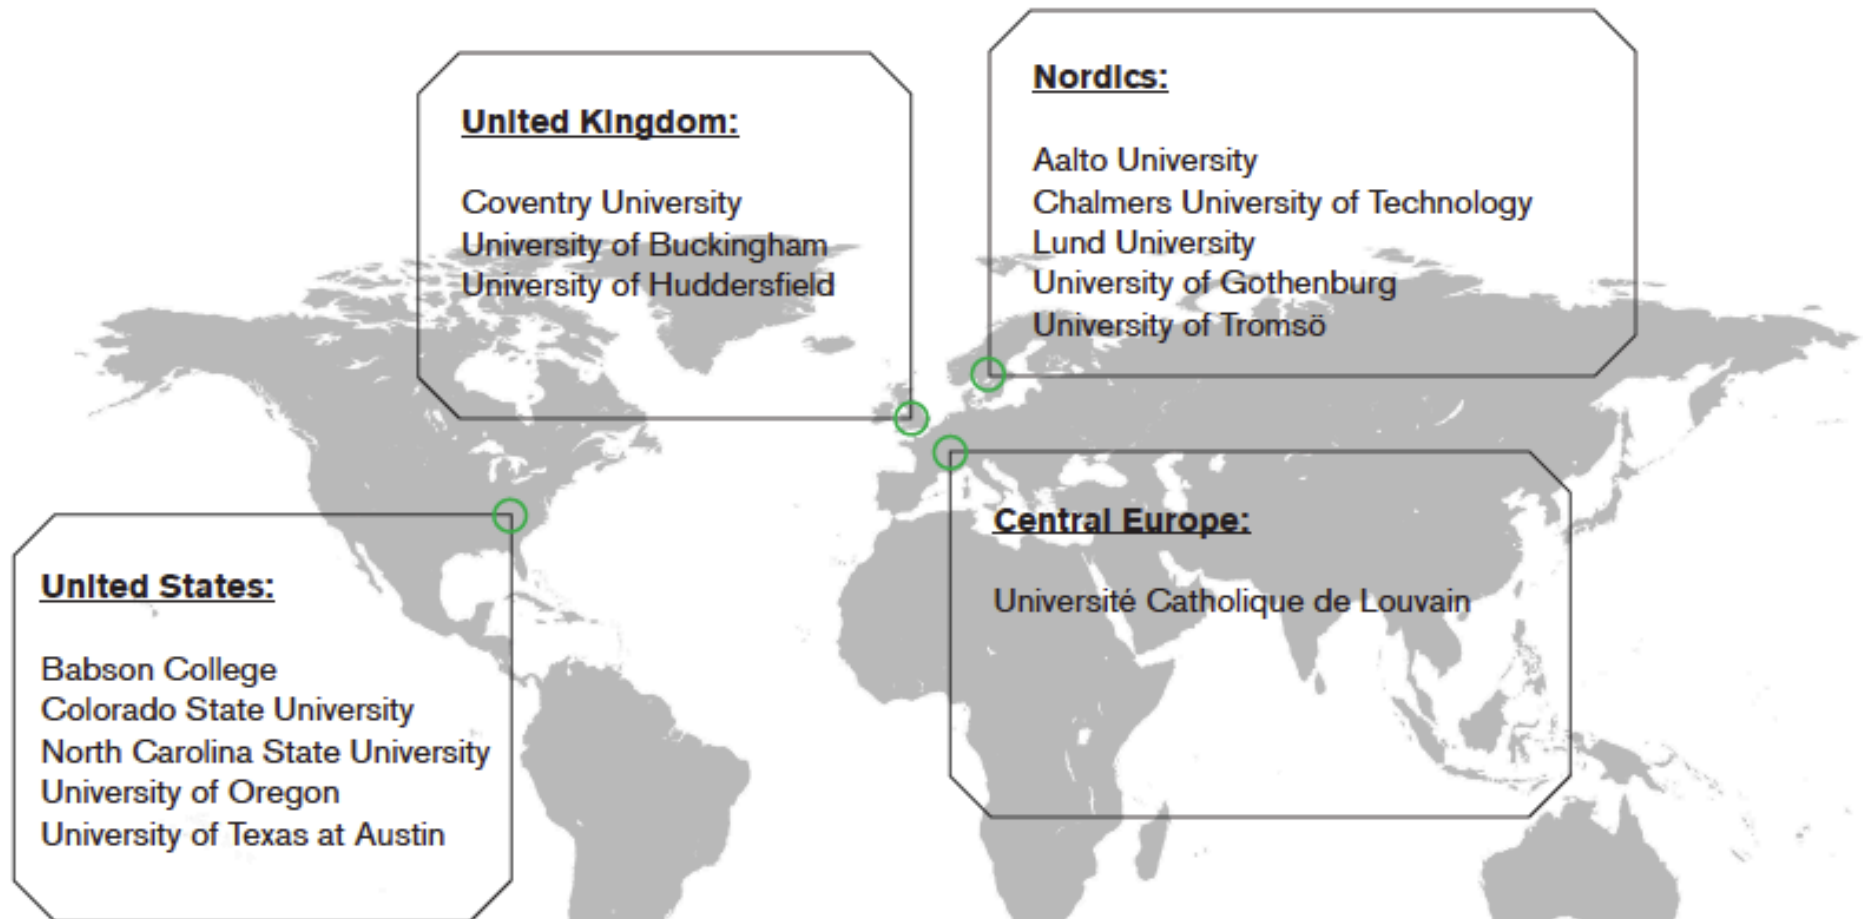 United Kingdom:
Coventry University
University of Buckingham
University of Huddersfield
Nordics:
Aalto University
Chalmers University of Technology
Lund University
University of Gothenburg
University of Tromsö
United States:
Babson College
Colorado State University
North Carolina State University
University of Oregon
University of Texas at Austin
Central Europe:
Université Catholique de Louvain